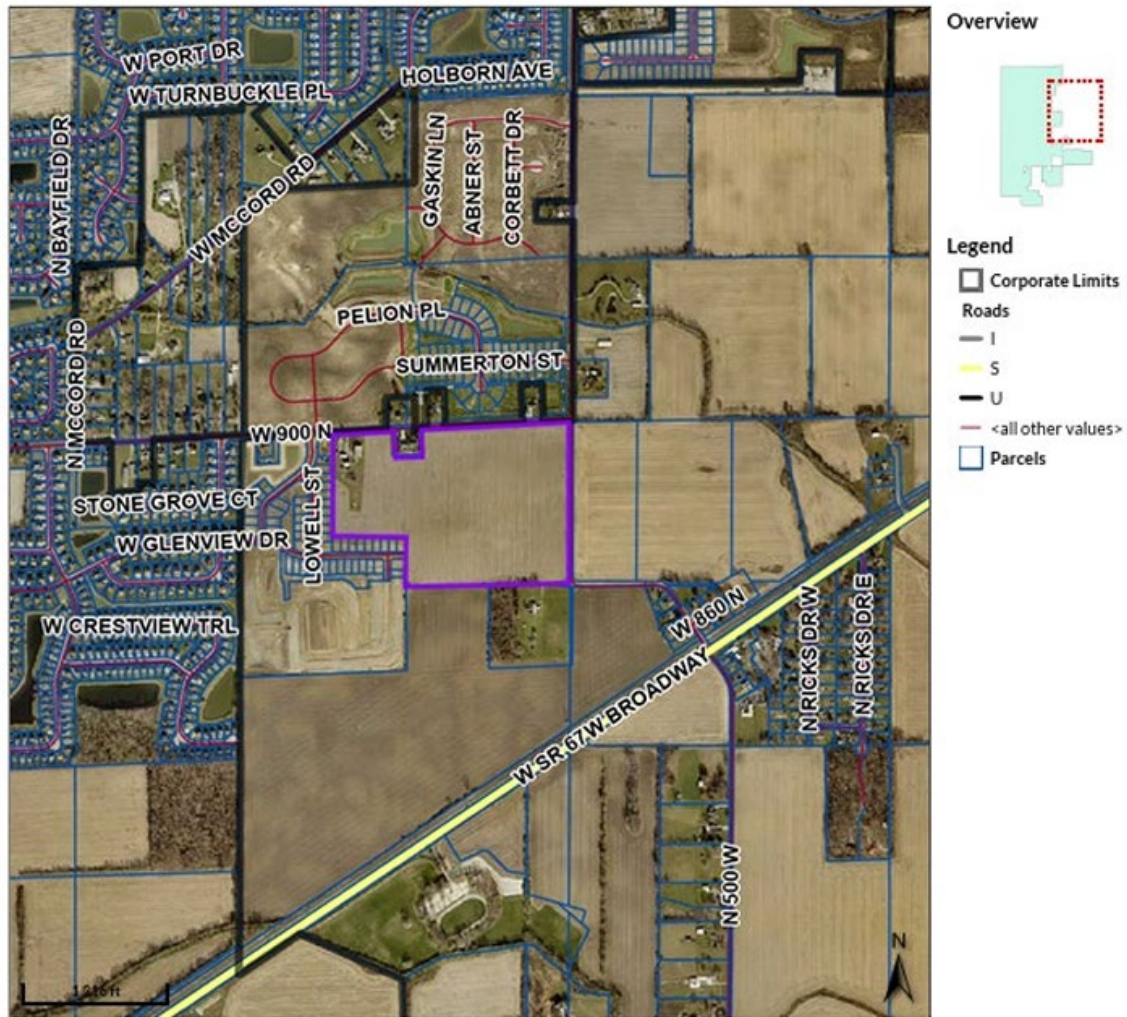 W PORT DR
HOLBORN AVE
W TURNBUCKLE PL
N BAYFIELD DR
W MCCORD RD
GASKIN LN
ABNER ST
CORBETT DR
PELION PL
SUMMERTON ST
N MCCORD RD
W 900 N
STONE GROVE CT
LOWELL ST
W GLENVIEW DR
W CRESTVIEW TRL
W 860 N
N RICKS DR W
N RICKS DR E
W SR 67W BROADWAY
N 500 W
N
Overview
Legend
Corporate Limits
Roads
I
S
U
<all other values>
Parcels